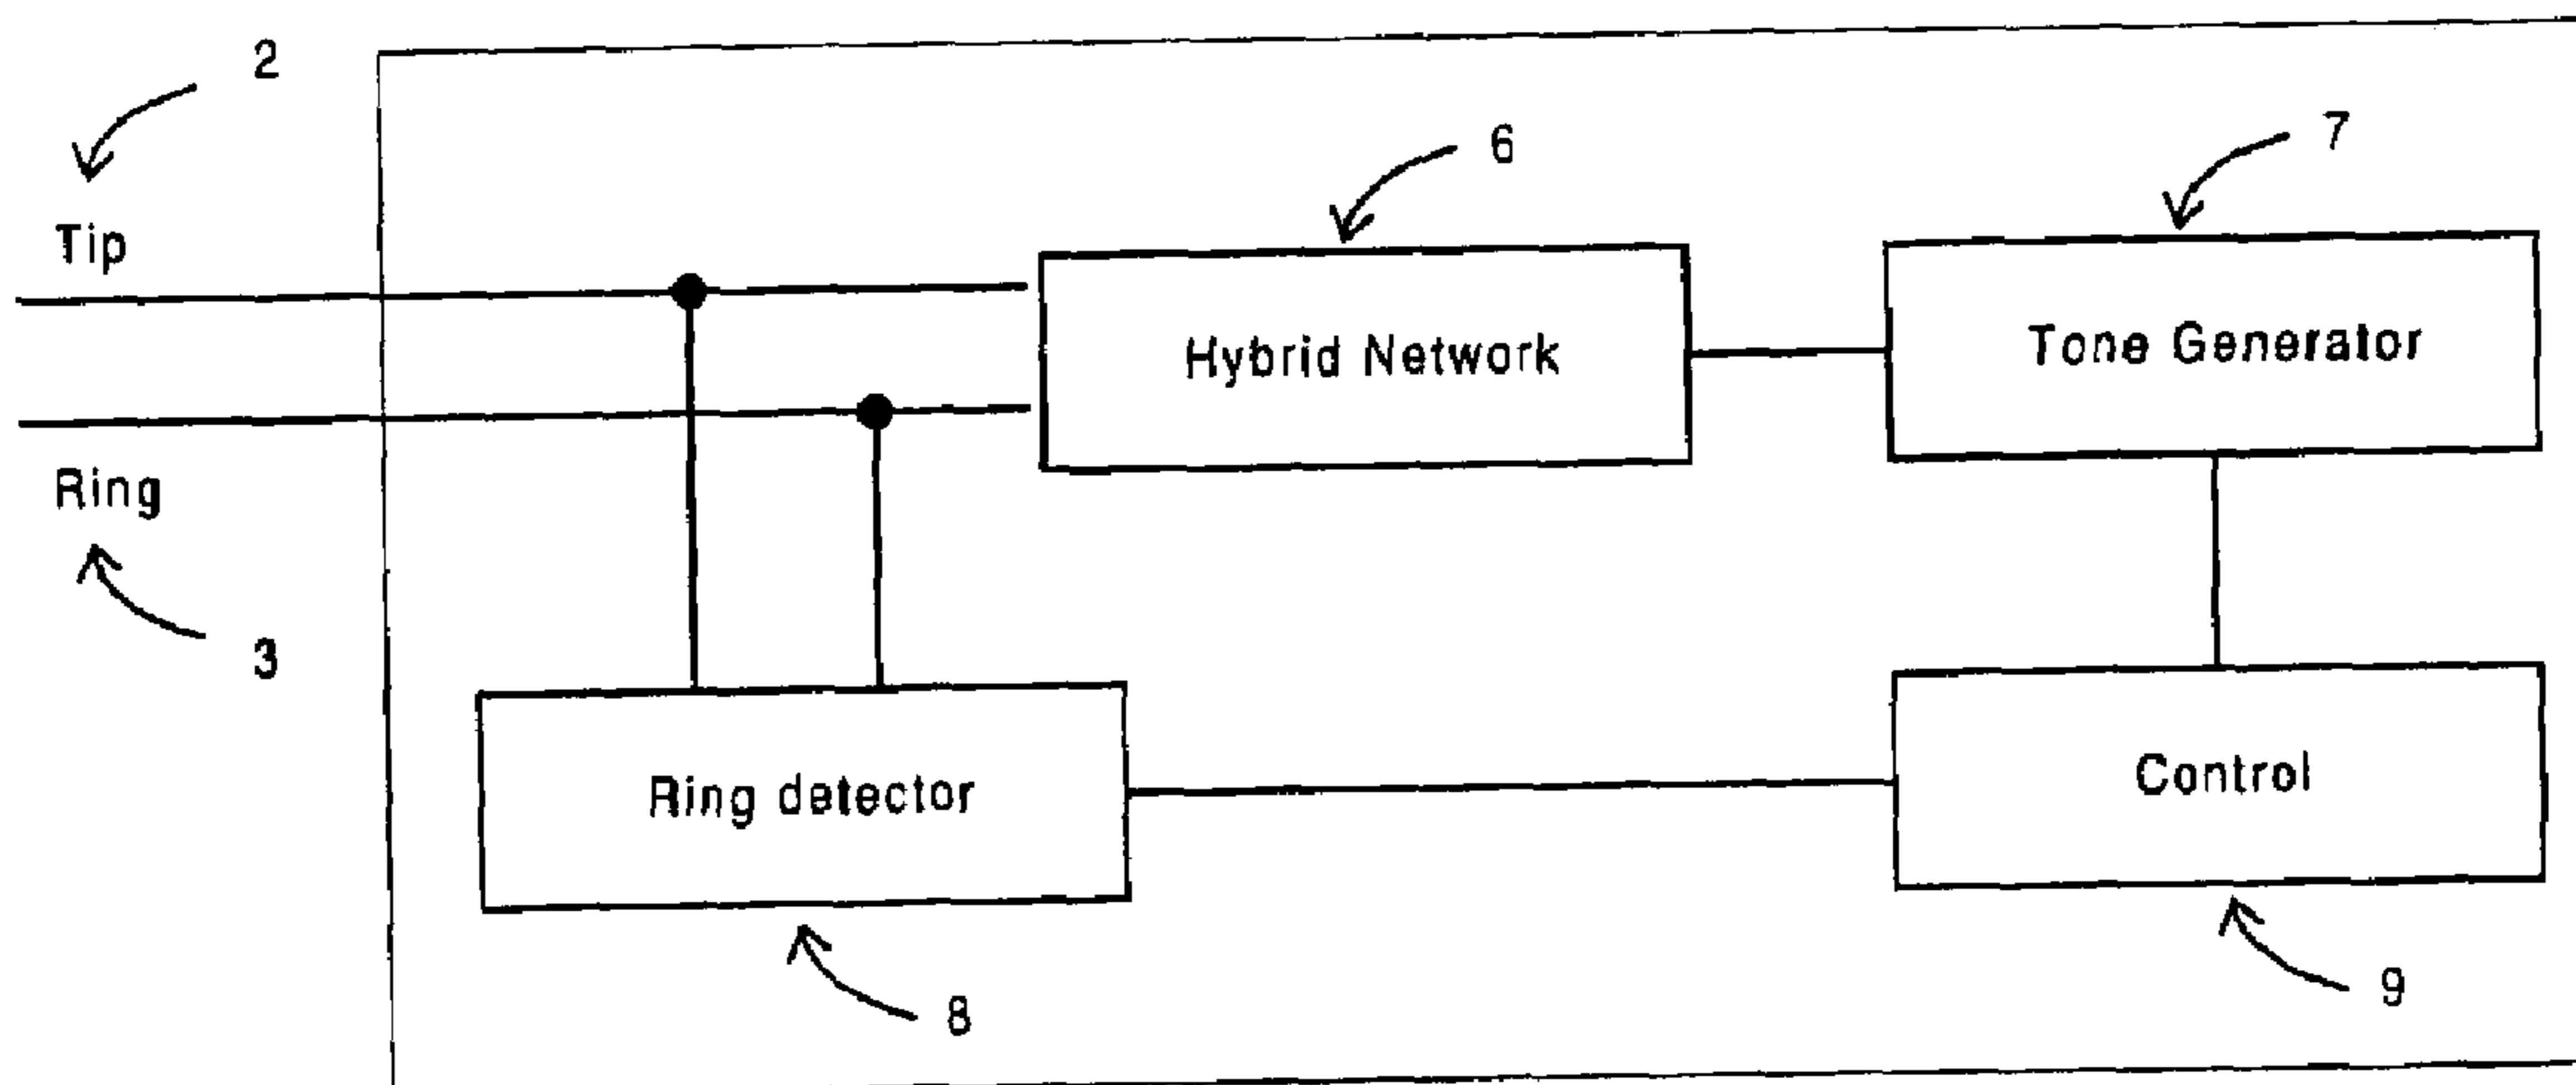 2
6
7
Tip
Hybrid Network
Tone Generator
Ring
3
Ring detector
Control
8
9